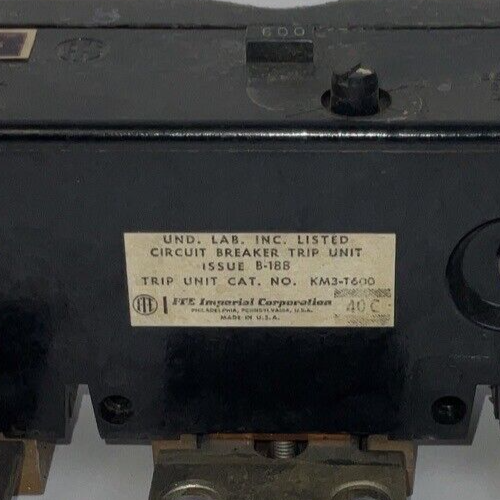 600
UND. LAB. INC. LISTED
CIRCUIT BREAKER TRIP UNIT
ISSUE B-188
TRIP UNIT CAT. NO. KM3-T600
ITE ITE Imperial Corporation 40 C
PHILADELPHIA, PENNSYLVANIA, U.S.A.
MADE IN U.S.A.